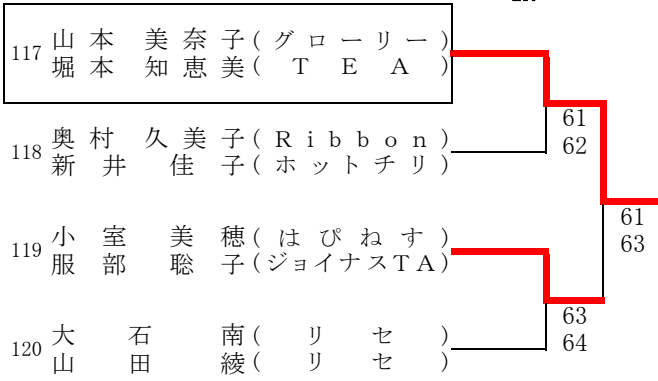 117 山本 美奈子(グローリー)
堀本 知恵美(TEA)
118 奥村 久美子(Ribbon)
新井 佳子(ホットチリ)
61
62
61
63
119 小室 美穂(はぴねす)
服部 聡子(ジョイナスTA)
63
64
120 大石 南(リセ)
山田 綾(リセ)